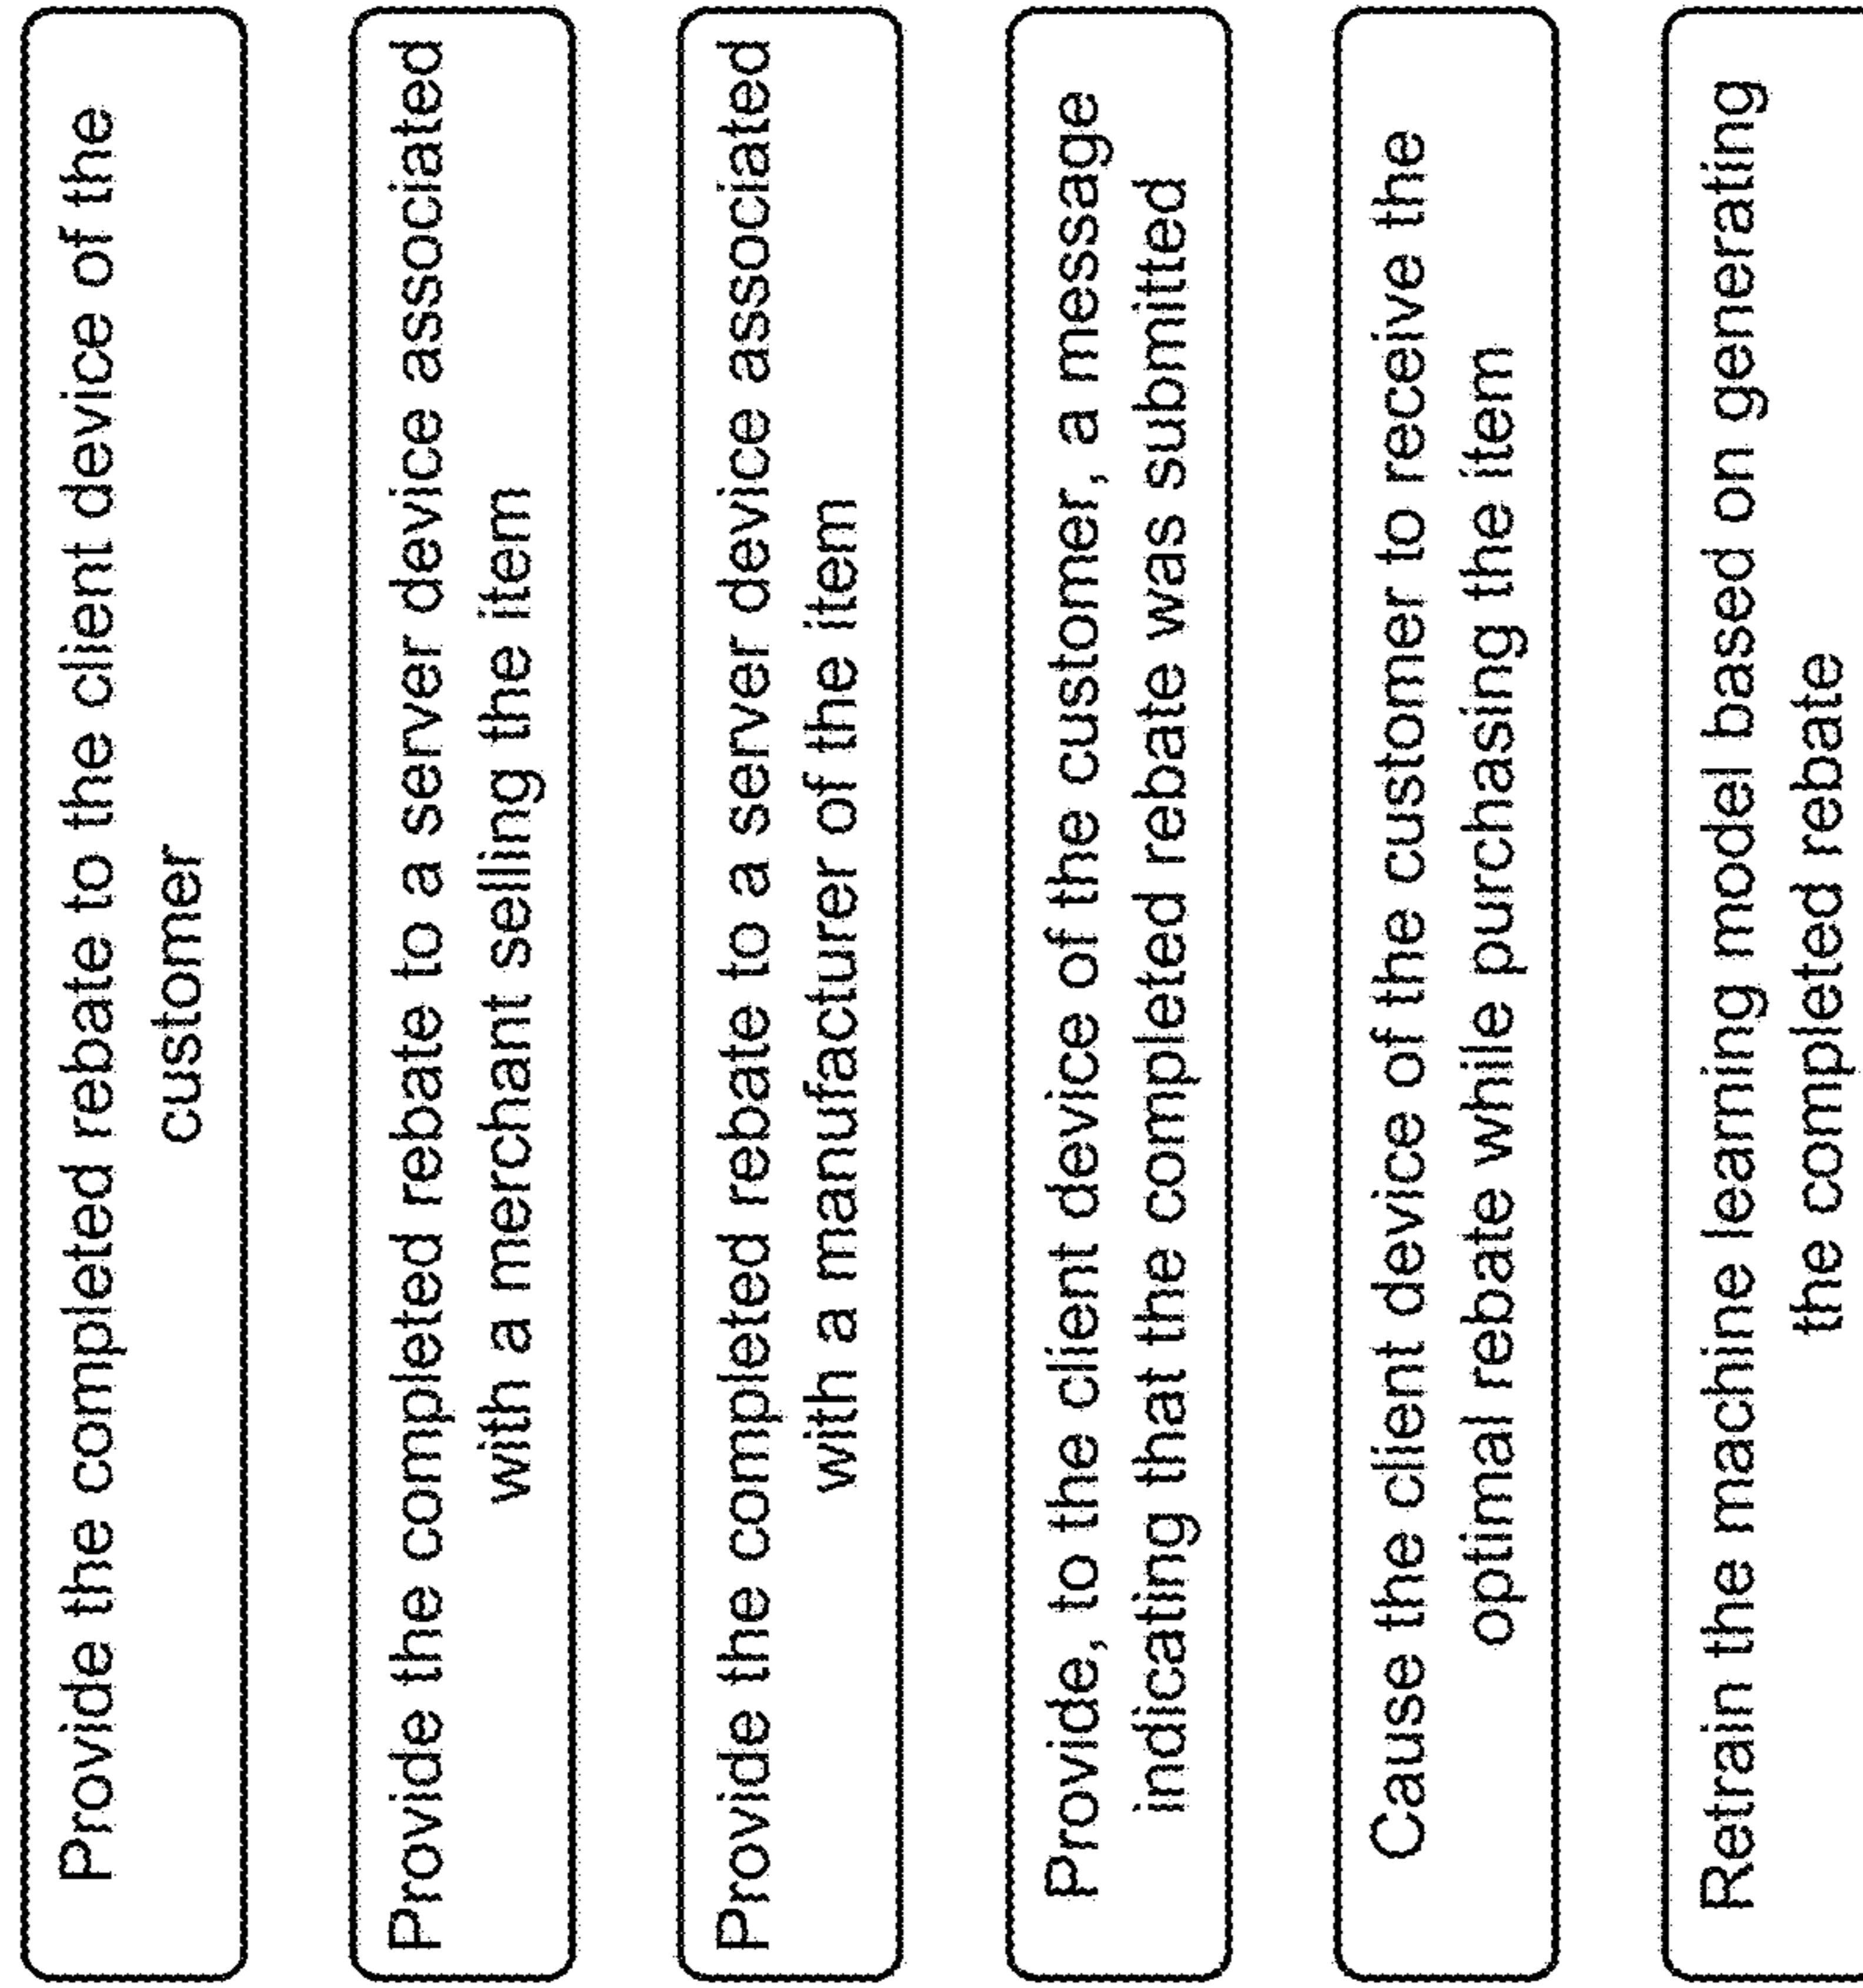 Provide the completed rebate to the client device of the
customer
Provide the completed rebate to a server device associated
with a merchant selling the item
Provide the completed rebate to a server device associated
with a manufacturer of the item
Provide, to the client device of the customer, a message
indicating that the completed rebate was submitted
Cause the client device of the customer to receive the
optimal rebate while purchasing the item
Retrain the machine learning model based on generating
the completed rebate